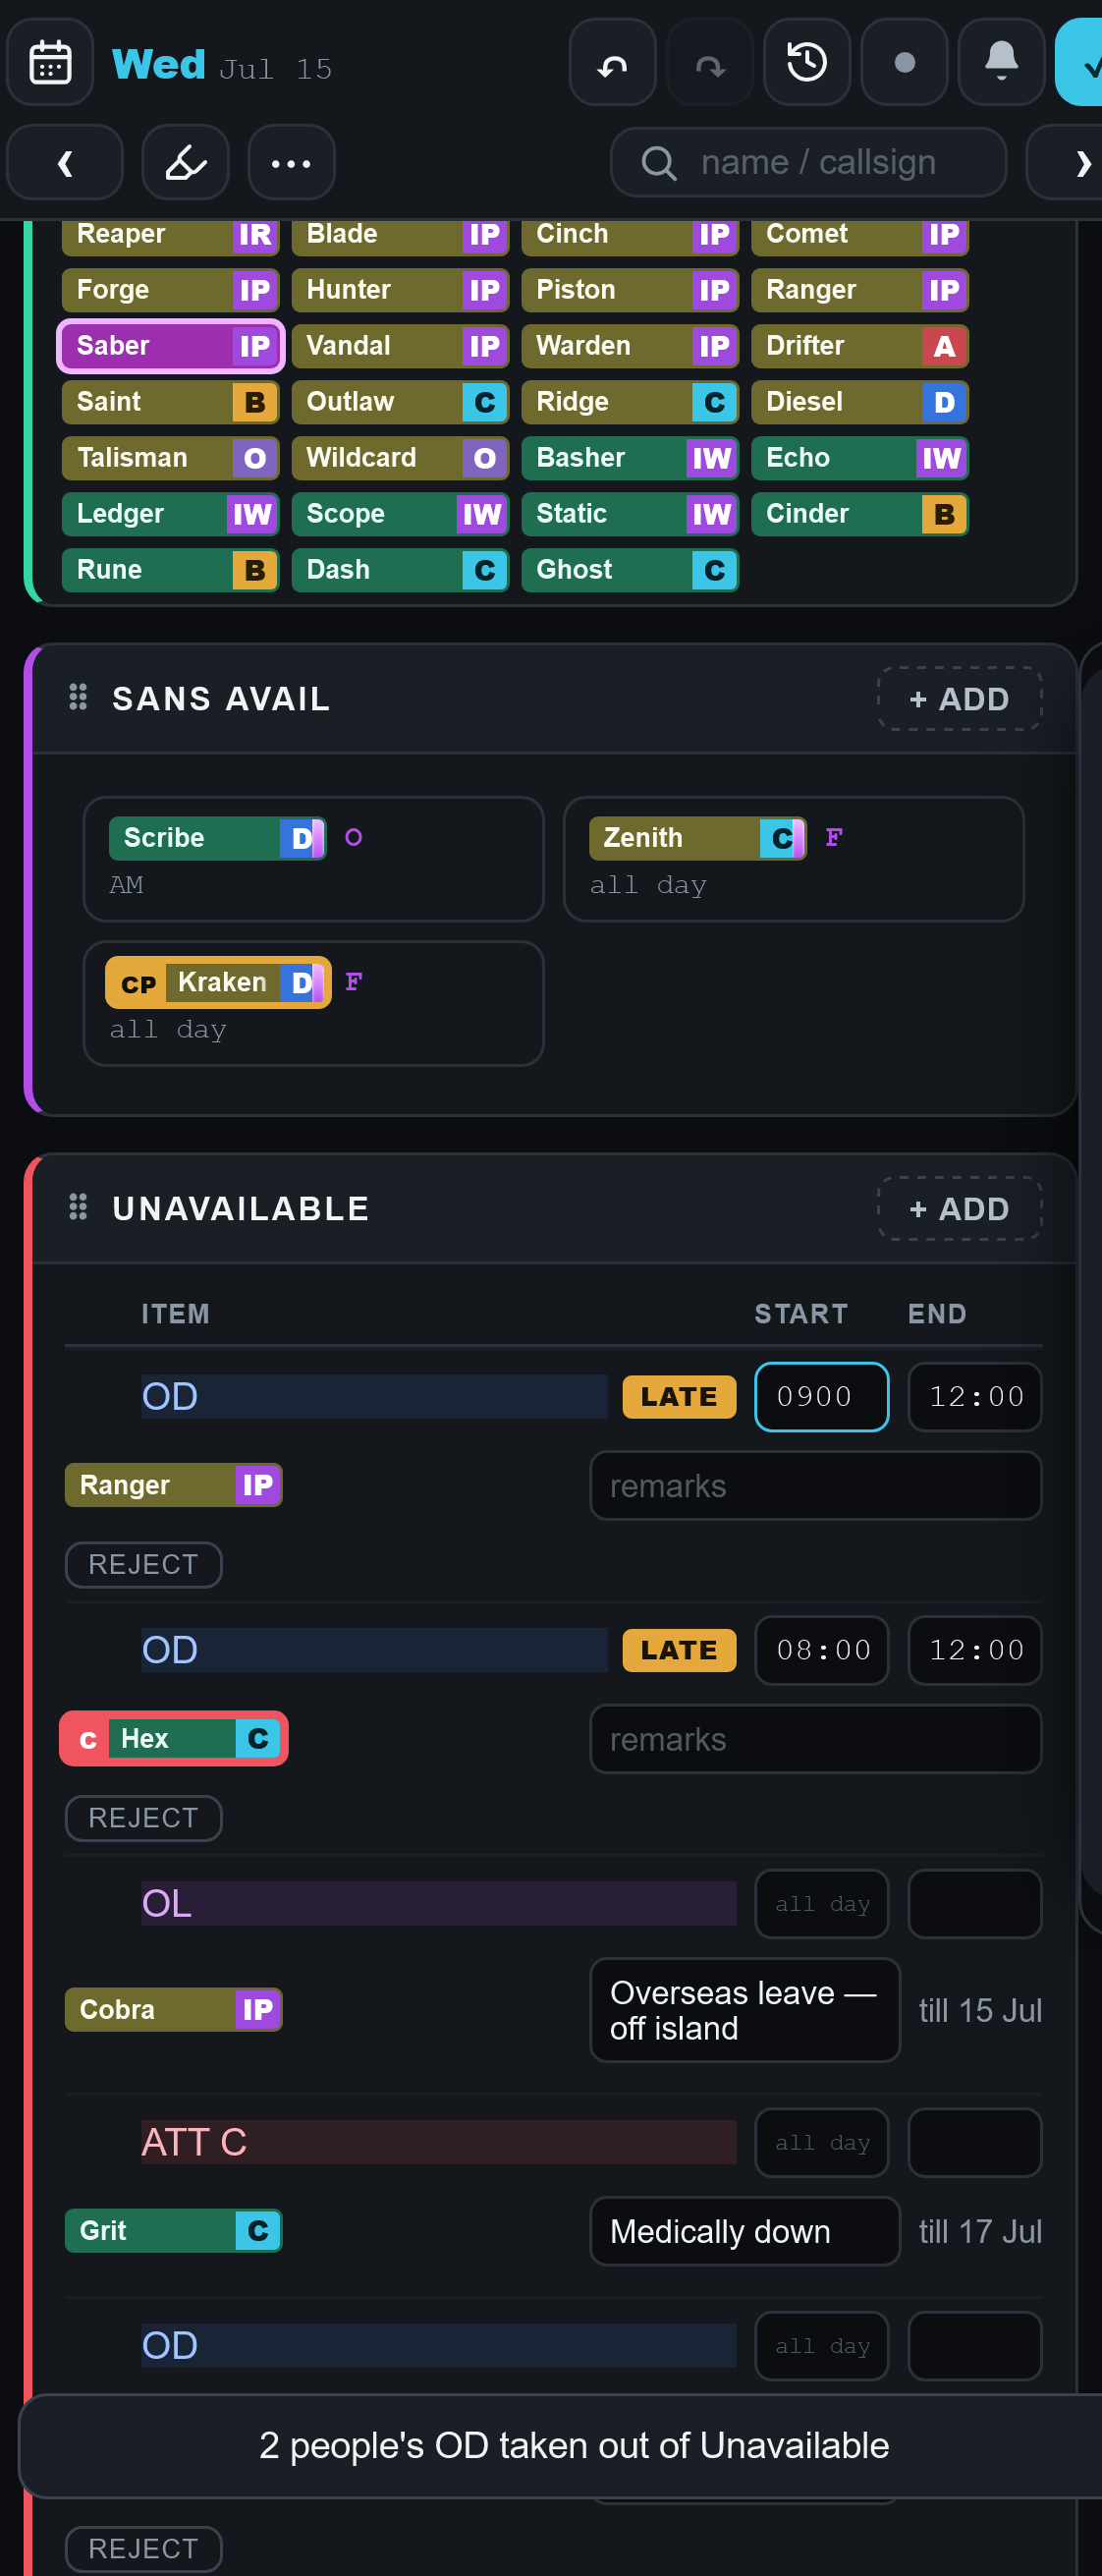 Wed Jul 15
name / callsign
Reaper IR Blade IP Cinch IP Comet IP
Forge IP Hunter IP Piston IP Ranger IP
Saber IP Vandal IP Warden IP Drifter A
Saint B Outlaw C Ridge C Diesel D
Talisman O Wildcard O Basher IW Echo IW
Ledger IW Scope IW Static IW Cinder B
Rune B Dash C Ghost C
SANS AVAIL + ADD
Scribe D O Zenith C F
AM all day
CP Kraken D F
all day
UNAVAILABLE + ADD
ITEM START END
OD LATE 0900 12:00
Ranger IP remarks
REJECT
OD LATE 08:00 12:00
C Hex C remarks
REJECT
OL all day
Cobra IP Overseas leave —
off island till 15 Jul
ATT C all day
Grit C Medically down till 17 Jul
OD all day
2 people's OD taken out of Unavailable
REJECT